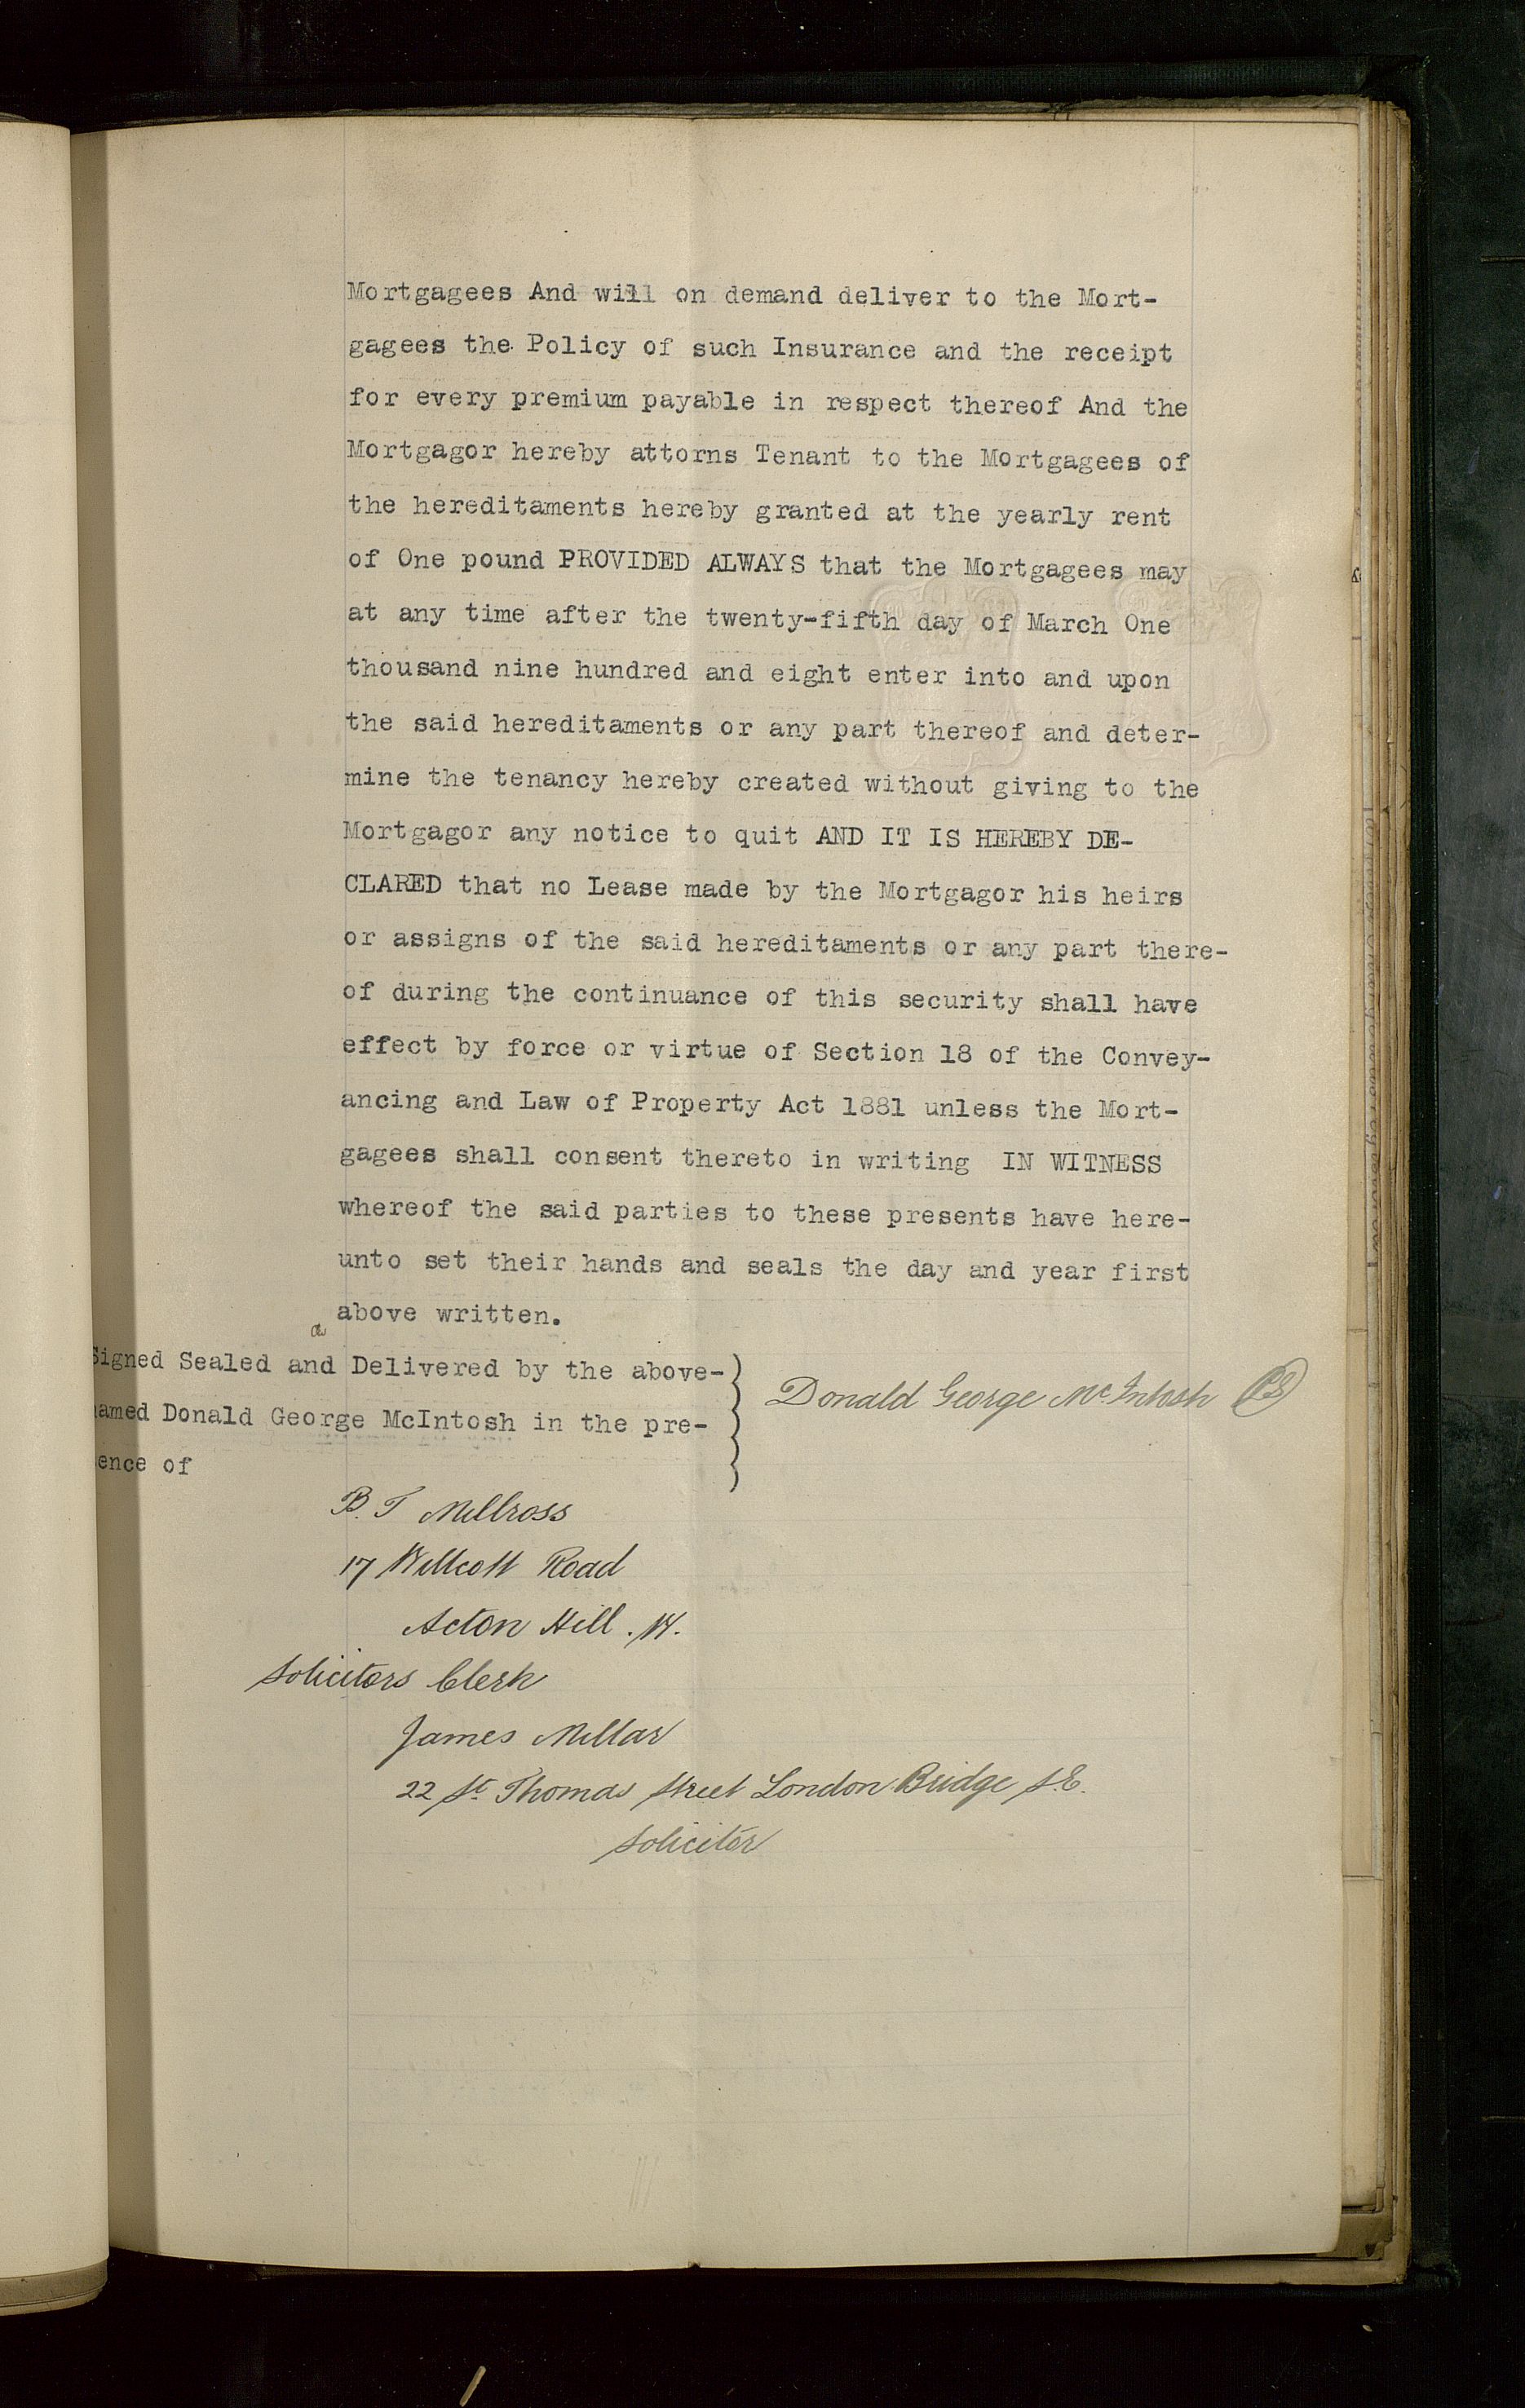 Mortgagees And will on demand deliver to the Mort-
gagees the Policy of such Insurance and the receipt
for every premium payable in respect thereof And the
Mortgagor hereby attorns Tenant to the Mortgagees of
the hereditaments hereby granted at the yearly rent
of One pound PROVIDED ALWAYS that the Mortgagees may
at any time after the twenty-fifth day of March One
thousand nine hundred and eight enter into and upon
the said hereditaments or any part thereof and deter-
mine the tenancy hereby created without giving to the
Mortgagor any notice to quit AND IT IS HEREBY DE-
CLARED that no Lease made by the Mortgagor his heirs
or assigns of the said hereditaments or any part there-
of during the continuance of this security shall have
effect by force or virtue of Section 18 of the Convey-
ancing and Law of Property Act 1881 unless the Mort-
gagees shall consent thereto in writing IN WITNESS
whereof the said parties to these presents have here-
unto set their hands and seals the day and year first
above written.
Signed Sealed and Delivered by the above-
named Donald George McIntosh in the pre-
ence of
Donald George McIntosh LS
B. T Mellross
17 Willcott Road
Acton Hill. W.
Solicitors Clerk
James Millar
22 St Thomas Street London Bridge S.E.
Solicitor